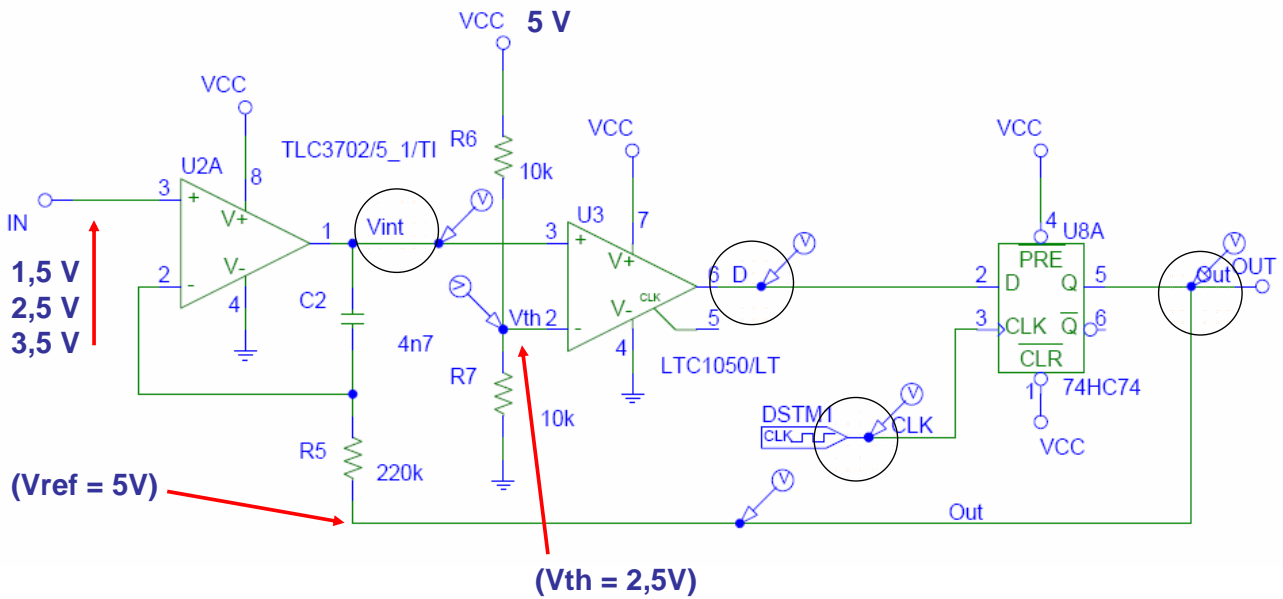 VCC 5 V
VCC
U2A
8
TLC3702/5_1/TI
R6
10k
VCC
VCC
IN
3
+
V+
1
Vint
V
U3
7
3
+
V+
6
D
V
4
U8A
PRE
V
2
D
Q
5
Out
OUT
1,5 V
2,5 V
3,5 V
2
-
V-
4
C2
4n7
V
Vth
2
-
V-
CLK
5
4
LTC1050/LT
3
CLK
Q
6
CLR
1
74HC74
VCC
R7
10k
DSTM1
CLK
V
CLK
R5
220k
(Vref = 5V)
V
Out
(Vth = 2,5V)